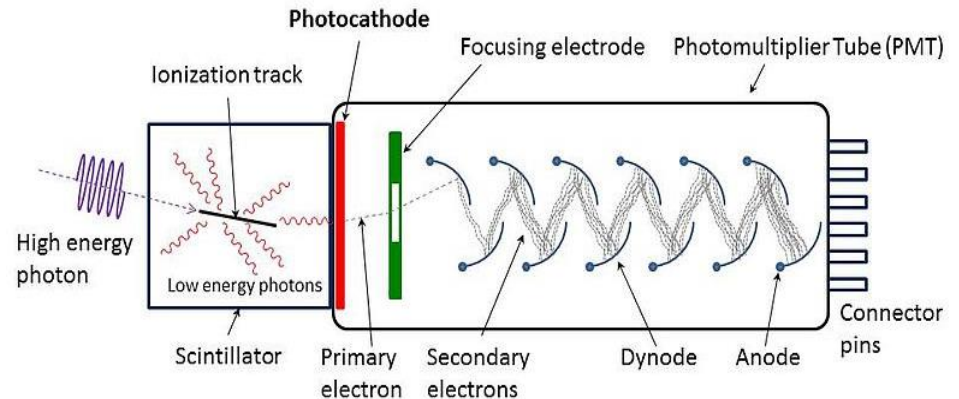 Photocathode
Focusing electrode
Photomultiplier Tube (PMT)
Ionization track
High energy
photon
Low energy photons
Scintillator
Primary
electron
Secondary
electrons
Dynode
Anode
Connector
pins